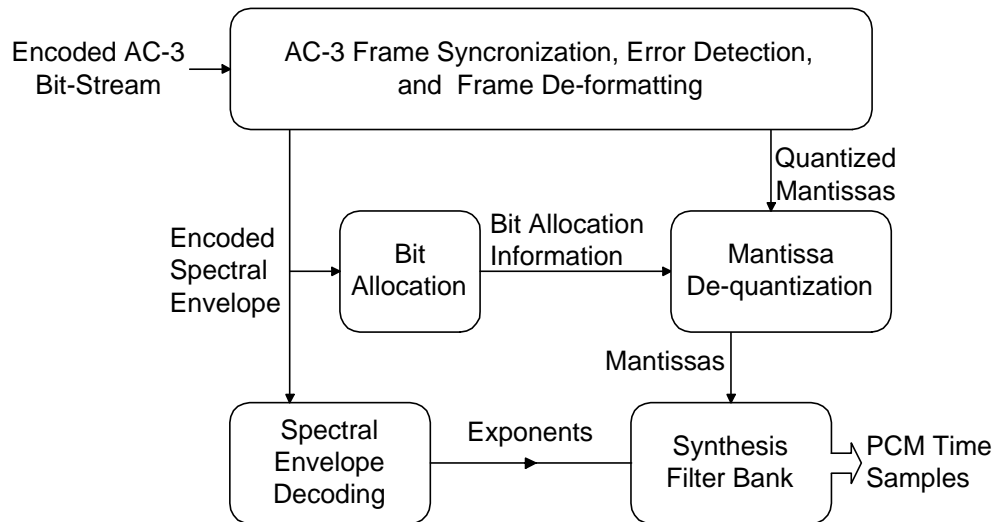 Encoded AC-3
Bit-Stream
AC-3 Frame Syncronization, Error Detection,
and Frame De-formatting
Quantized
Mantissas
Encoded
Spectral
Envelope
Bit
Allocation
Bit Allocation
Information
Mantissa
De-quantization
Mantissas
Spectral
Envelope
Decoding
Exponents
Synthesis
Filter Bank
PCM Time
Samples